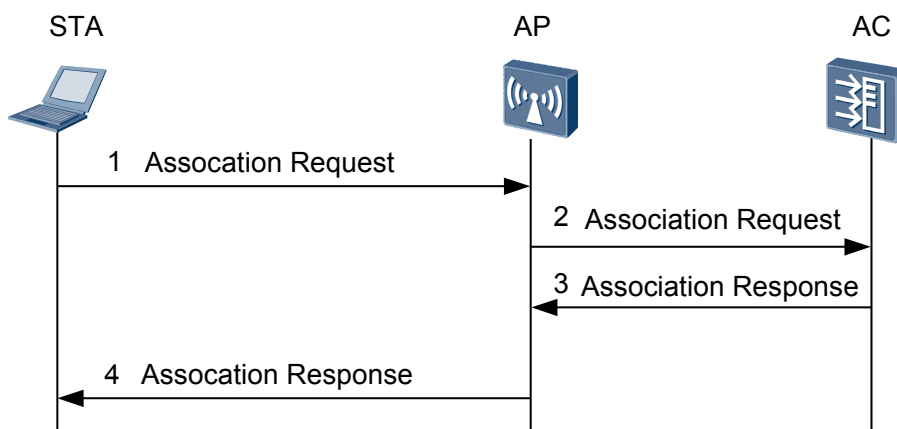 STA
AP
AC
1 Assocation Request
2 Association Request
3 Association Response
4 Assocation Response